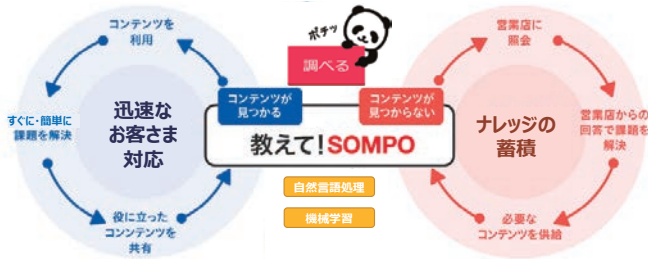 ポチッ
調べる
コンテンツを
利用
すぐに・簡単に
課題を解決
迅速な
お客さま
対応
役に立った
コンンテンツを
共有
コンテンツが
見つかる
コンテンツが
見つからない
教えて!SOMPO
自然言語処理
機械学習
営業店に
照会
ナレッジの
蓄積
営業店からの
回答で課題を
解決
必要な
コンテンツを供給